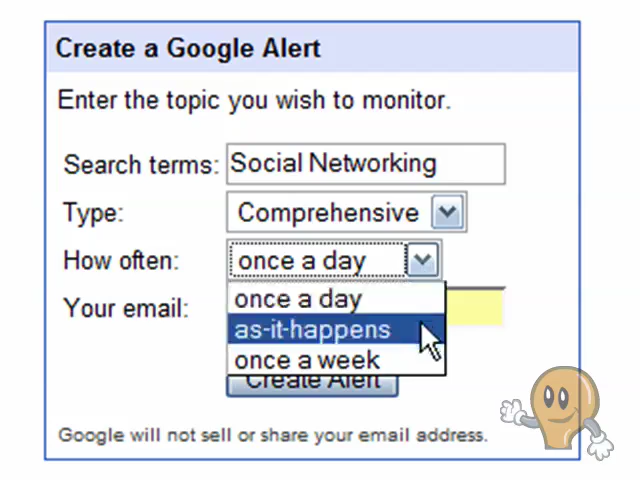 Create a Google Alert
Enter the topic you wish to monitor.
Search terms: Social Networking
Type: Comprehensive
How often: once a day
once a day
Your email:
as-it-happens
once a week
Create Alert
Google will not sell or share your email address.